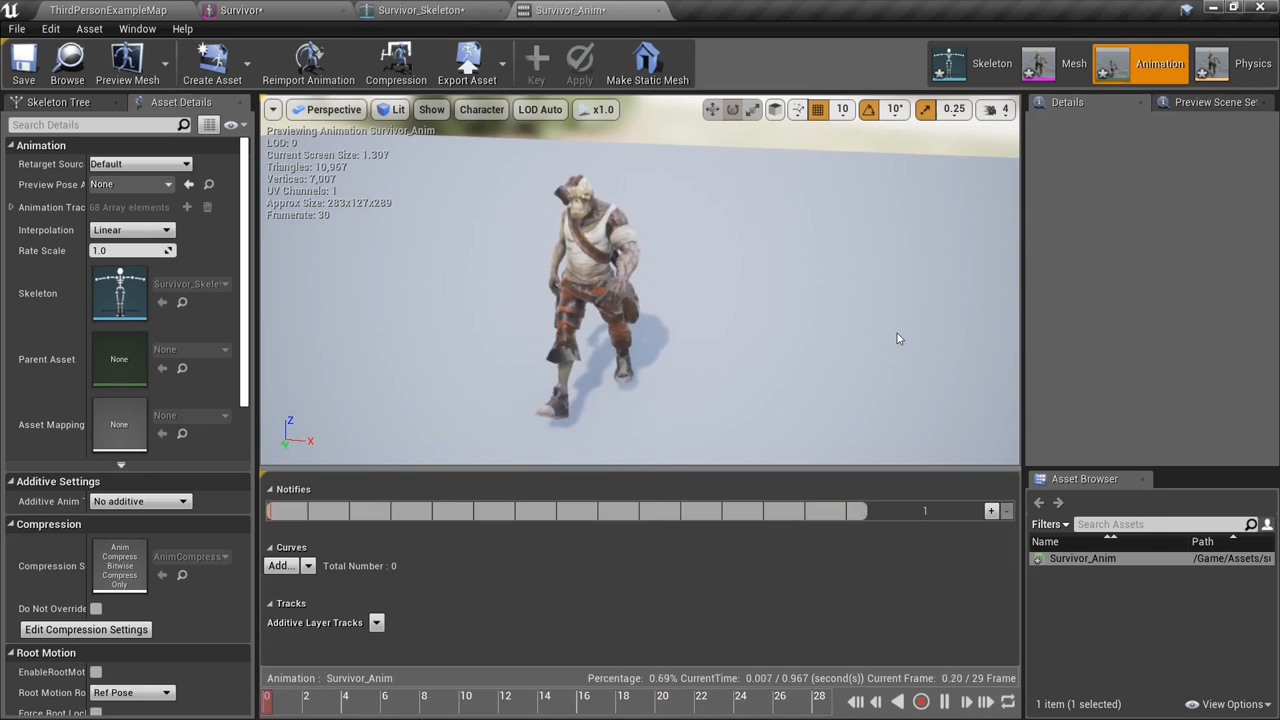 ThirdPersonExampleMap Survivor* Survivor_Skeleton* Survivor_Anim*
File Edit Asset Window Help
Save Browse Preview Mesh Create Asset Reimport Animation Compression Export Asset Key Apply Make Static Mesh Skeleton Mesh Animation Physics
Skeleton Tree Asset Details Details Preview Scene Se
Search Details
Perspective Lit Show Character LOD Auto x1.0 10 10° 0.25 4
Previewing Animation Survivor_Anim
LOD: 0
Current Screen Size: 1.307
Triangles: 10,967
Vertices: 7,007
UV Channels: 1
Approx Size: 283x127x289
Framerate: 30
Animation
Retarget Sourc Default
Preview Pose A None
Animation Trac 68 Array elements
Interpolation Linear
Rate Scale 1.0
Skeleton Survivor_Skele
Parent Asset None None
Asset Mapping None None
Z
X
Additive Settings
Additive Anim No additive
Compression
Compression S Anim
Compress
Bitwise
Compress
Only
AnimCompress
Do Not Override
Edit Compression Settings
Root Motion
EnableRootMot
Root Motion Ro Ref Pose
Force Root Loc
Notifies
1 + -
Curves
Add... Total Number : 0
Tracks
Additive Layer Tracks
Animation : Survivor_Anim Percentage: 0.69% CurrentTime: 0.007 / 0.967 (second(s)) Current Frame: 0.20 / 29 Frame
0 2 4 6 8 10 12 14 16 18 20 22 24 26 28
Asset Browser
Filters Search Assets
Name Path
Survivor_Anim /Game/Assets/su
1 item (1 selected) View Options